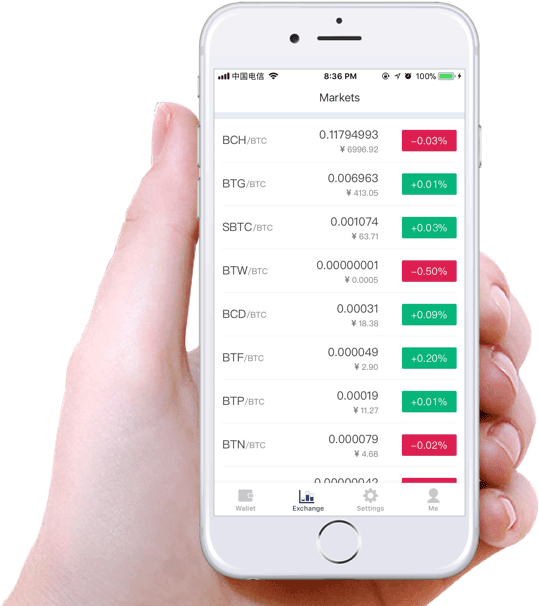 中国电信 8:36 PM 100%
Markets
BCH/BTC 0.11794993 −0.03%
¥ 6996.92
BTG/BTC 0.006963 +0.01%
¥ 413.05
SBTC/BTC 0.001074 +0.03%
¥ 63.71
BTW/BTC 0.00000001 −0.50%
¥ 0.0005
BCD/BTC 0.00031 +0.09%
¥ 18.38
BTF/BTC 0.000049 +0.20%
¥ 2.90
BTP/BTC 0.00019 +0.01%
¥ 11.27
BTN/BTC 0.000079 −0.02%
¥ 4.68
Wallet Exchange Settings Me